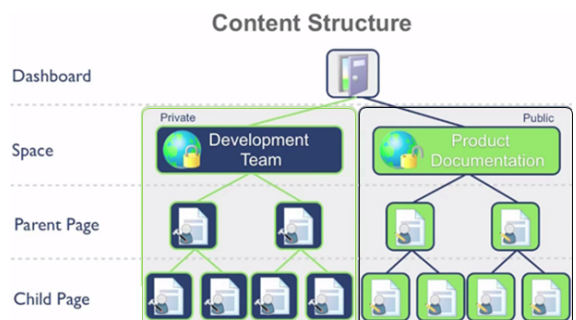 Content Structure
Dashboard
Private
Public
Space
Development
Team
Product
Documentation
Parent Page
Child Page